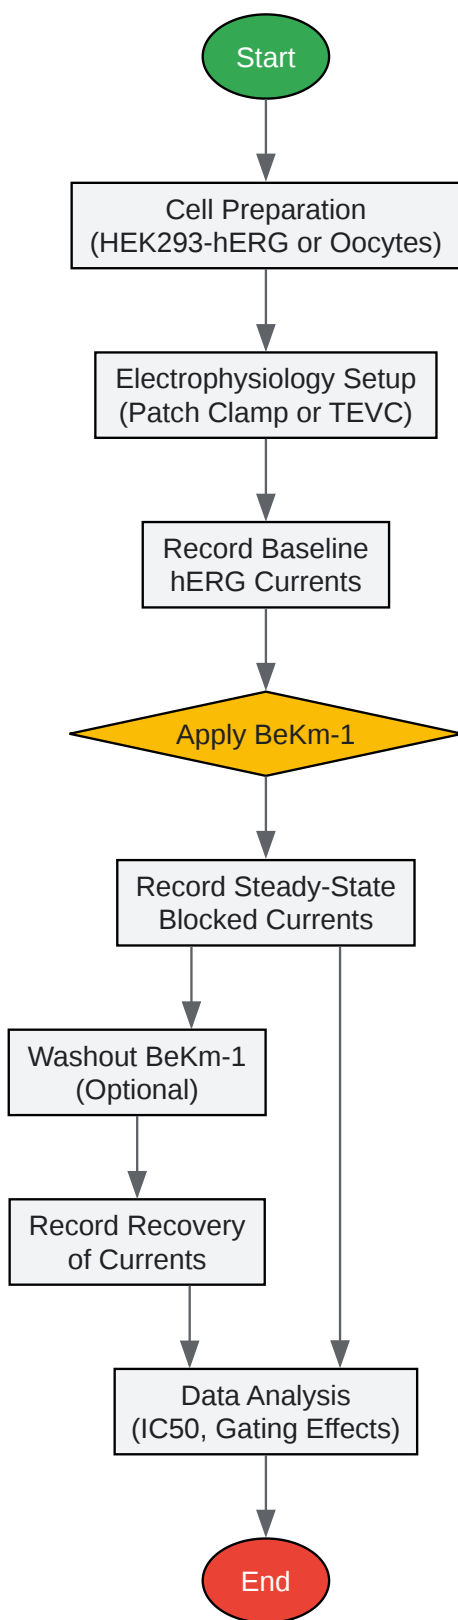 Start
Cell Preparation
(HEK293-hERG or Oocytes)
Electrophysiology Setup
(Patch Clamp or TEVC)
Record Baseline
hERG Currents
Apply BeKm-1
Record Steady-State
Blocked Currents
Washout BeKm-1
(Optional)
Record Recovery
of Currents
Data Analysis
(IC50, Gating Effects)
End